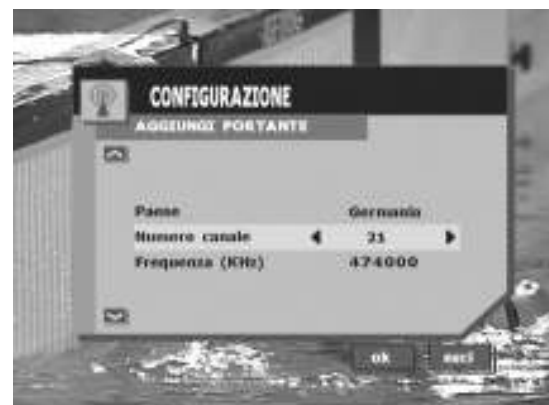 CONFIGURAZIONE
AGGIUNGI PORTANTE
Paese Germania
Numero canale 21
Frequenza (KHz) 474000
ok esci